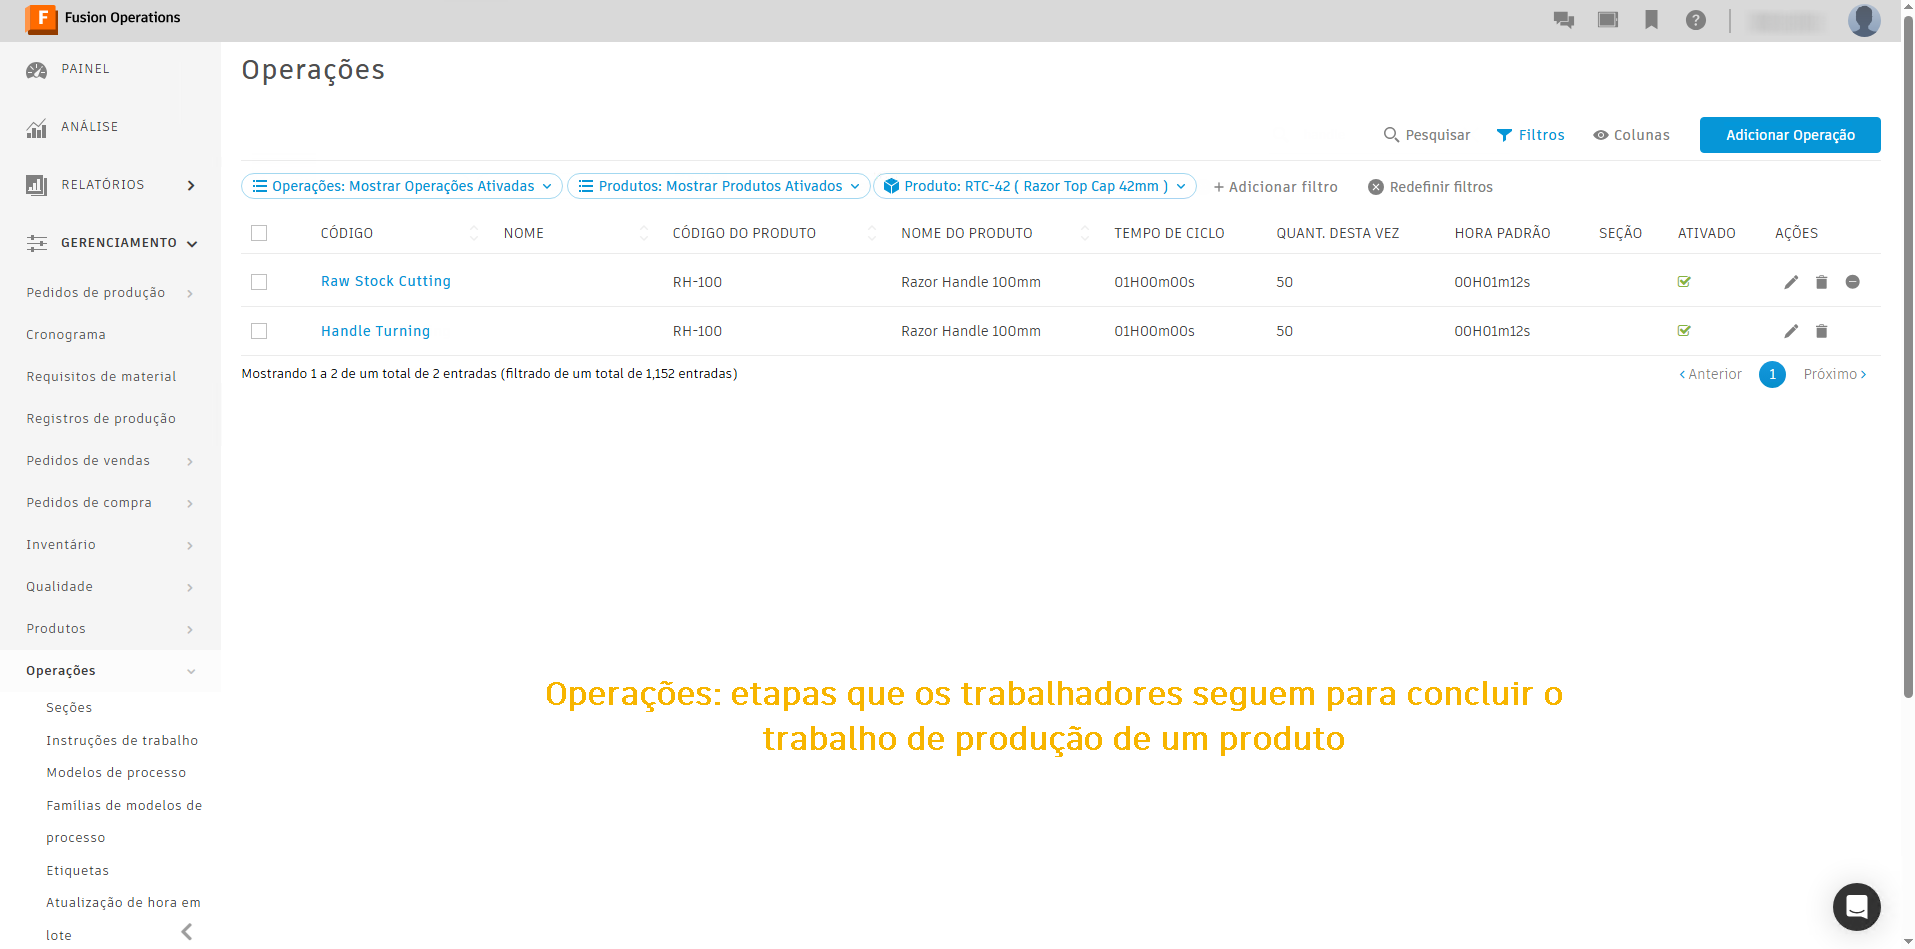 Fusion Operations
PAINEL
ANÁLISE
RELATÓRIOS
GERENCIAMENTO
Pedidos de produção
Cronograma
Requisitos de material
Registros de produção
Pedidos de vendas
Pedidos de compra
Inventário
Qualidade
Produtos
Operações
Seções
Instruções de trabalho
Modelos de processo
Famílias de modelos de
processo
Etiquetas
Atualização de hora em
lote
Operações
Pesquisar Filtros Colunas Adicionar Operação
Operações: Mostrar Operações Ativadas Produtos: Mostrar Produtos Ativados Produto: RTC-42 ( Razor Top Cap 42mm ) + Adicionar filtro Redefinir filtros
CÓDIGO NOME CÓDIGO DO PRODUTO NOME DO PRODUTO TEMPO DE CICLO QUANT. DESTA VEZ HORA PADRÃO SEÇÃO ATIVADO AÇÕES
Raw Stock Cutting RH-100 Razor Handle 100mm 01H00m00s 50 00H01m12s
Handle Turning RH-100 Razor Handle 100mm 01H00m00s 50 00H01m12s
Mostrando 1 a 2 de um total de 2 entradas (filtrado de um total de 1,152 entradas) < Anterior 1 Próximo >
Operações: etapas que os trabalhadores seguem para concluir o
trabalho de produção de um produto